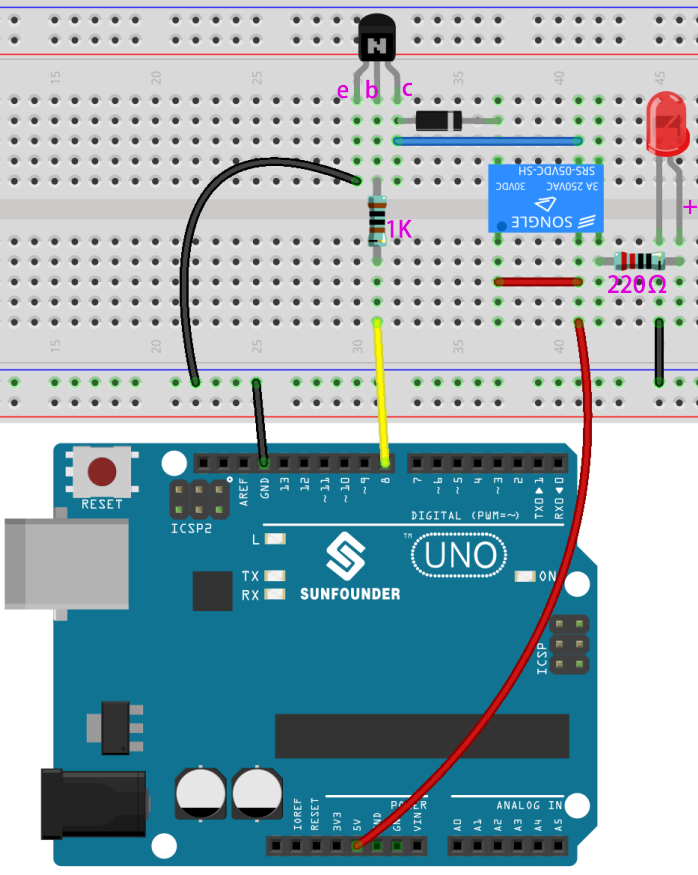 N
15
20
25
35
40
45
e b c
SRS-05VDC-SH
3A 250VAC 30VDC
SONGLE
1K
+
220Ω
15
20
25
30
35
40
45
RESET
ICSP2
AREF
GND
13
12
~11
~10
~9
8
7
~6
~5
4
~3
2
TX0▶1
RX0◀0
DIGITAL (PWM=~)
L
TX
RX
SUNFOUNDER
™
UNO
ON
ICSP
POWER
ANALOG IN
IOREF
RESET
3V3
5V
GND
GND
VIN
A0
A1
A2
A3
A4
A5